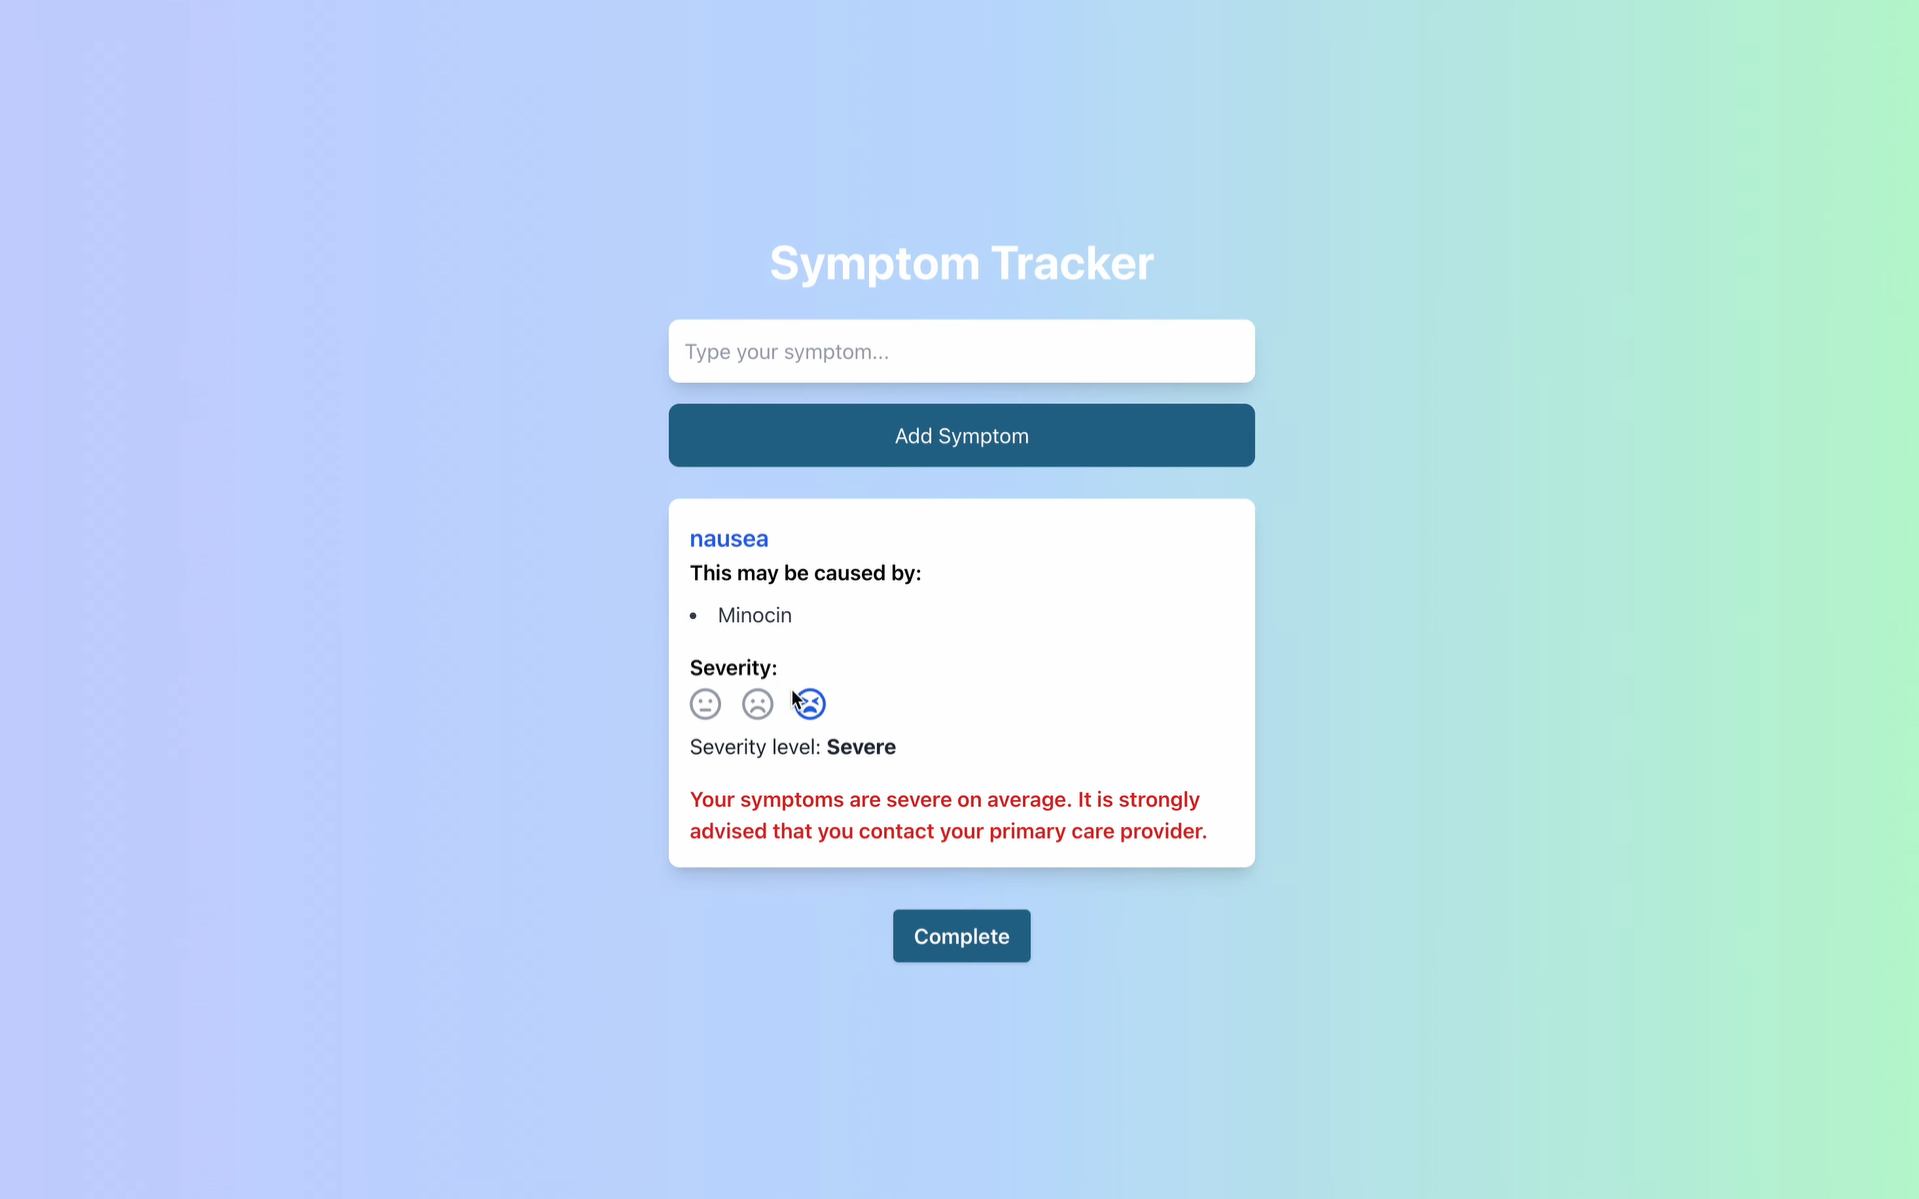 Symptom Tracker
Type your symptom...
Add Symptom
nausea
This may be caused by:
• Minocin
Severity:
Severity level: Severe
Your symptoms are severe on average. It is strongly
advised that you contact your primary care provider.
Complete